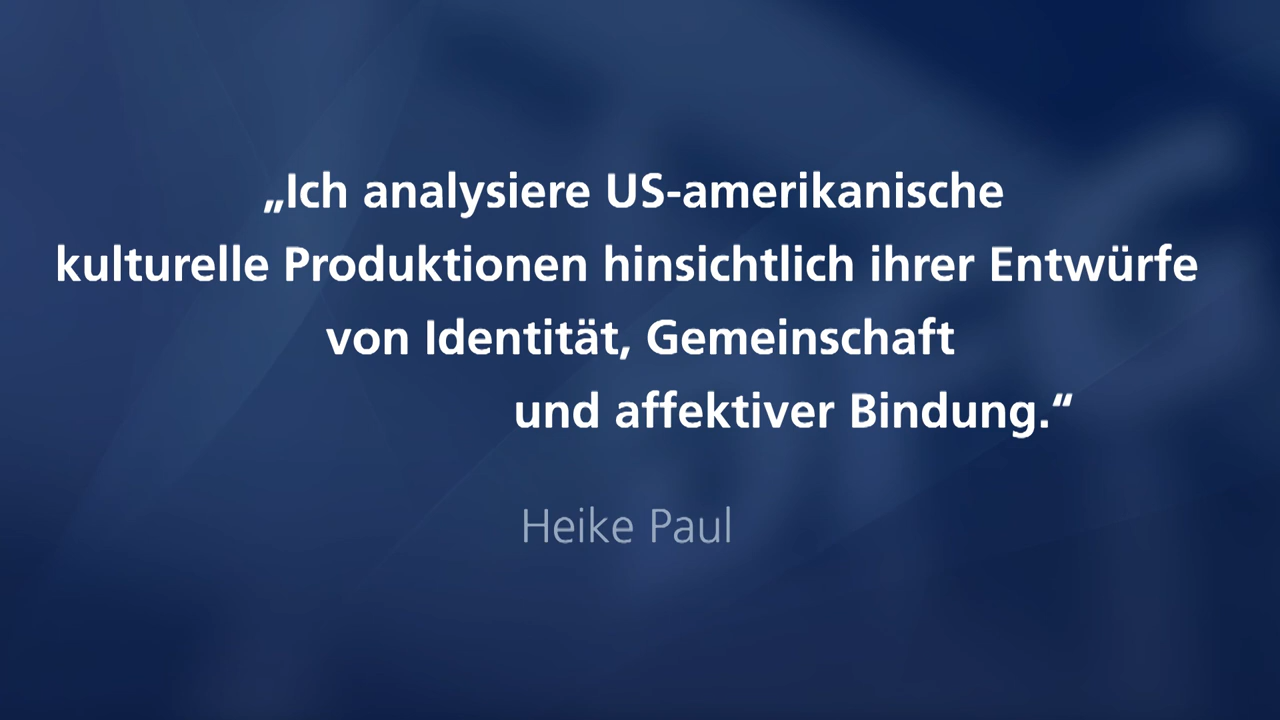 „Ich analysiere US-amerikanische
kulturelle Produktionen hinsichtlich ihrer Entwürfe
von Identität, Gemeinschaft
und affektiver Bindung.“
Heike Paul